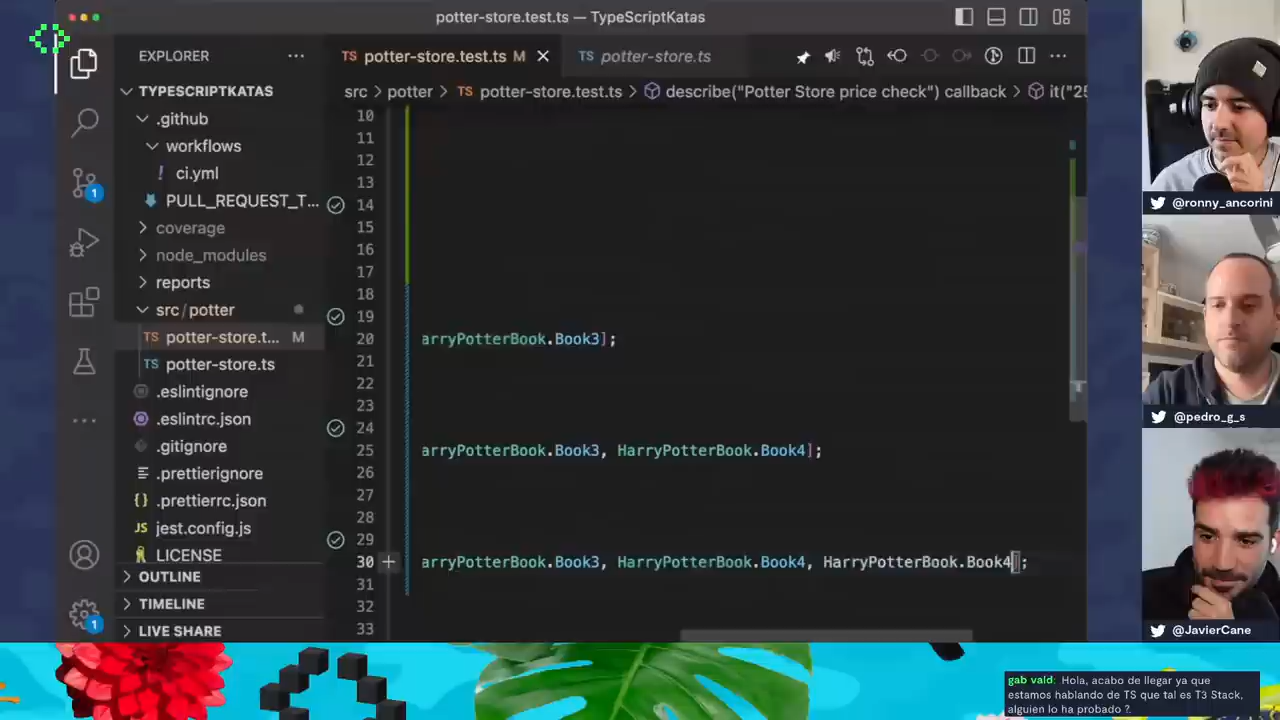 potter-store.test.ts — TypeScriptKatas
EXPLORER
TYPESCRIPTKATAS
.github
workflows
! ci.yml
PULL_REQUEST_T...
coverage
node_modules
reports
src/potter
TS potter-store.t... M
TS potter-store.ts
.eslintignore
.eslintrc.json
.gitignore
.prettierignore
{} .prettierrc.json
JS jest.config.js
LICENSE
OUTLINE
TIMELINE
LIVE SHARE
1
1
TS potter-store.test.ts M
TS potter-store.ts
src > potter > TS potter-store.test.ts > describe("Potter Store price check") callback > it("25
10
11
12
13
14
15
16
17
18
19
20 arryPotterBook.Book3];
21
22
23
24
25 arryPotterBook.Book3, HarryPotterBook.Book4];
26
27
28
29
30 arryPotterBook.Book3, HarryPotterBook.Book4, HarryPotterBook.Book4];
31
32
33
@ronny_ancorini
@pedro_g_s
@JavierCane
gab vald: Hola, acabo de llegar ya que
estamos hablando de TS que tal es T3 Stack,
alguien lo ha probado ?.